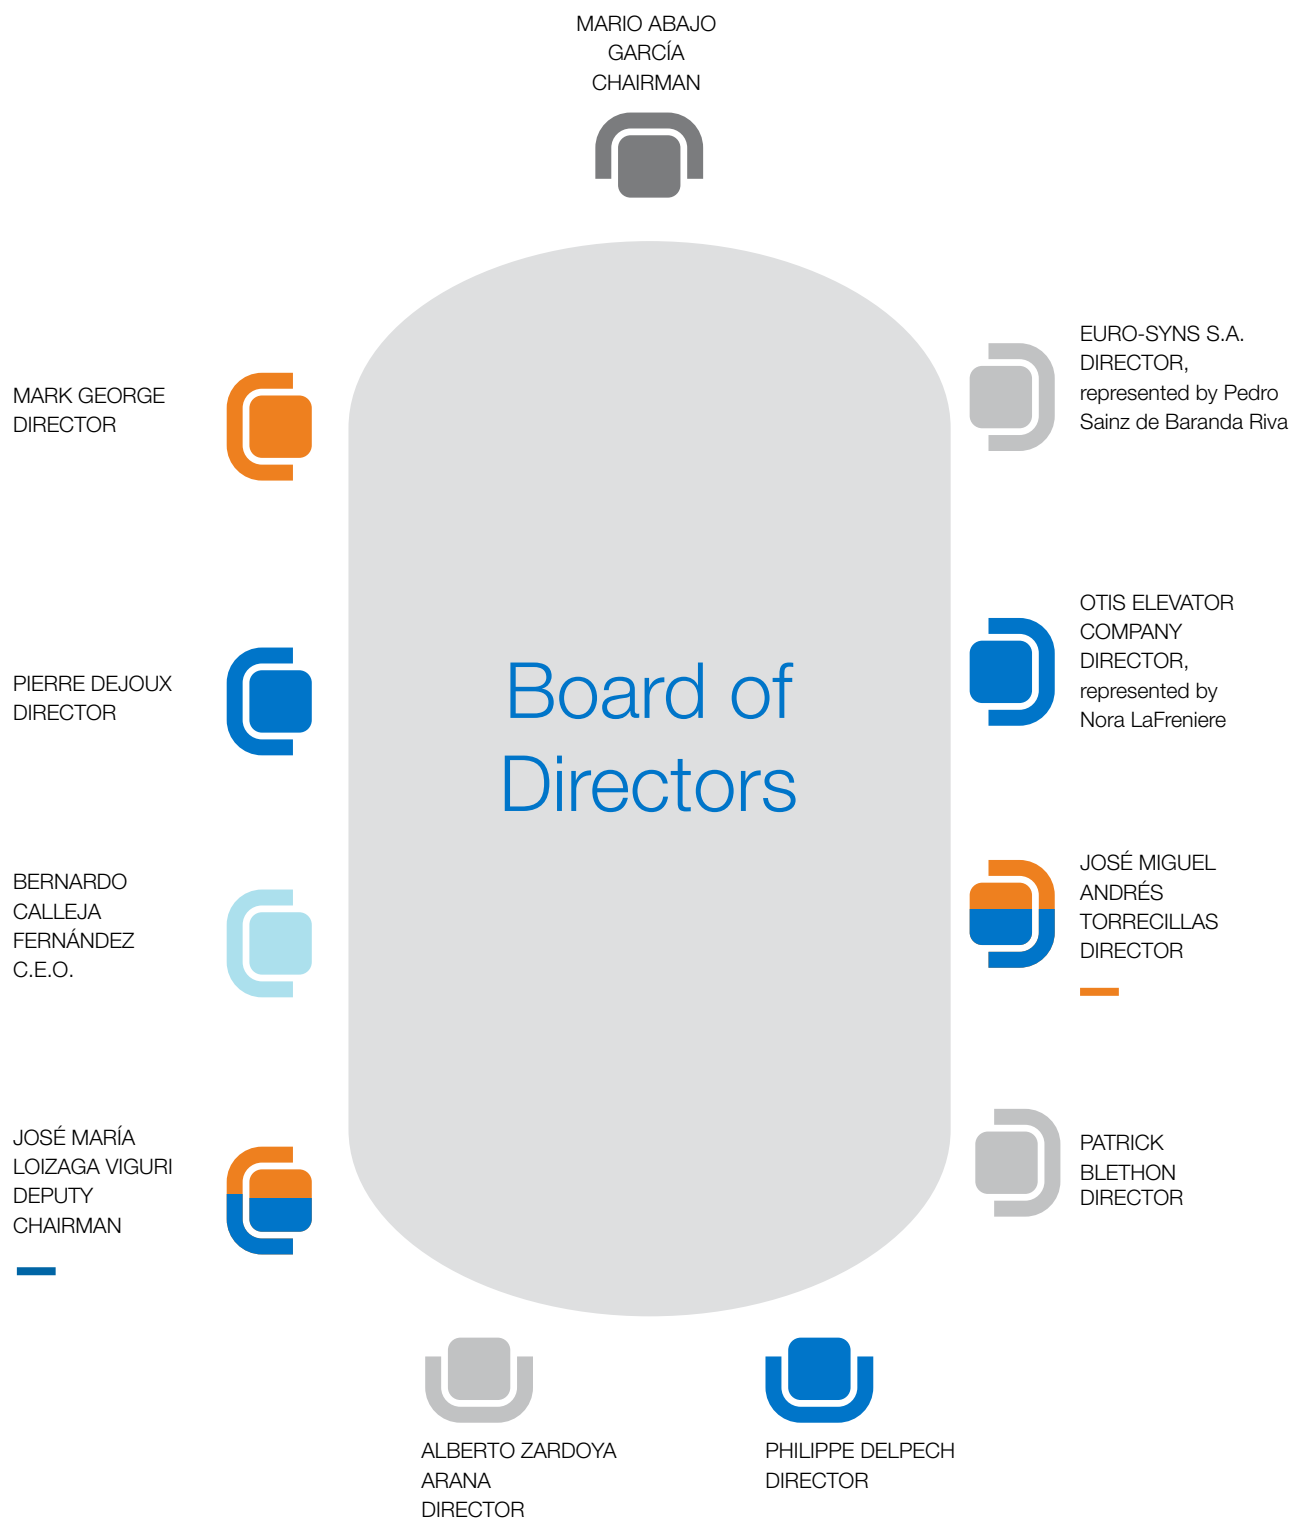 MARIO ABAJO
GARCÍA
CHAIRMAN
MARK GEORGE
DIRECTOR
PIERRE DEJOUX
DIRECTOR
BERNARDO
CALLEJA
FERNÁNDEZ
C.E.O.
JOSÉ MARÍA
LOIZAGA VIGURI
DEPUTY
CHAIRMAN
Board of
Directors
EURO-SYNS S.A.
DIRECTOR,
represented by Pedro
Sainz de Baranda Riva
OTIS ELEVATOR
COMPANY
DIRECTOR,
represented by
Nora LaFreniere
JOSÉ MIGUEL
ANDRÉS
TORRECILLAS
DIRECTOR
PATRICK
BLETHON
DIRECTOR
ALBERTO ZARDOYA
ARANA
DIRECTOR
PHILIPPE DELPECH
DIRECTOR